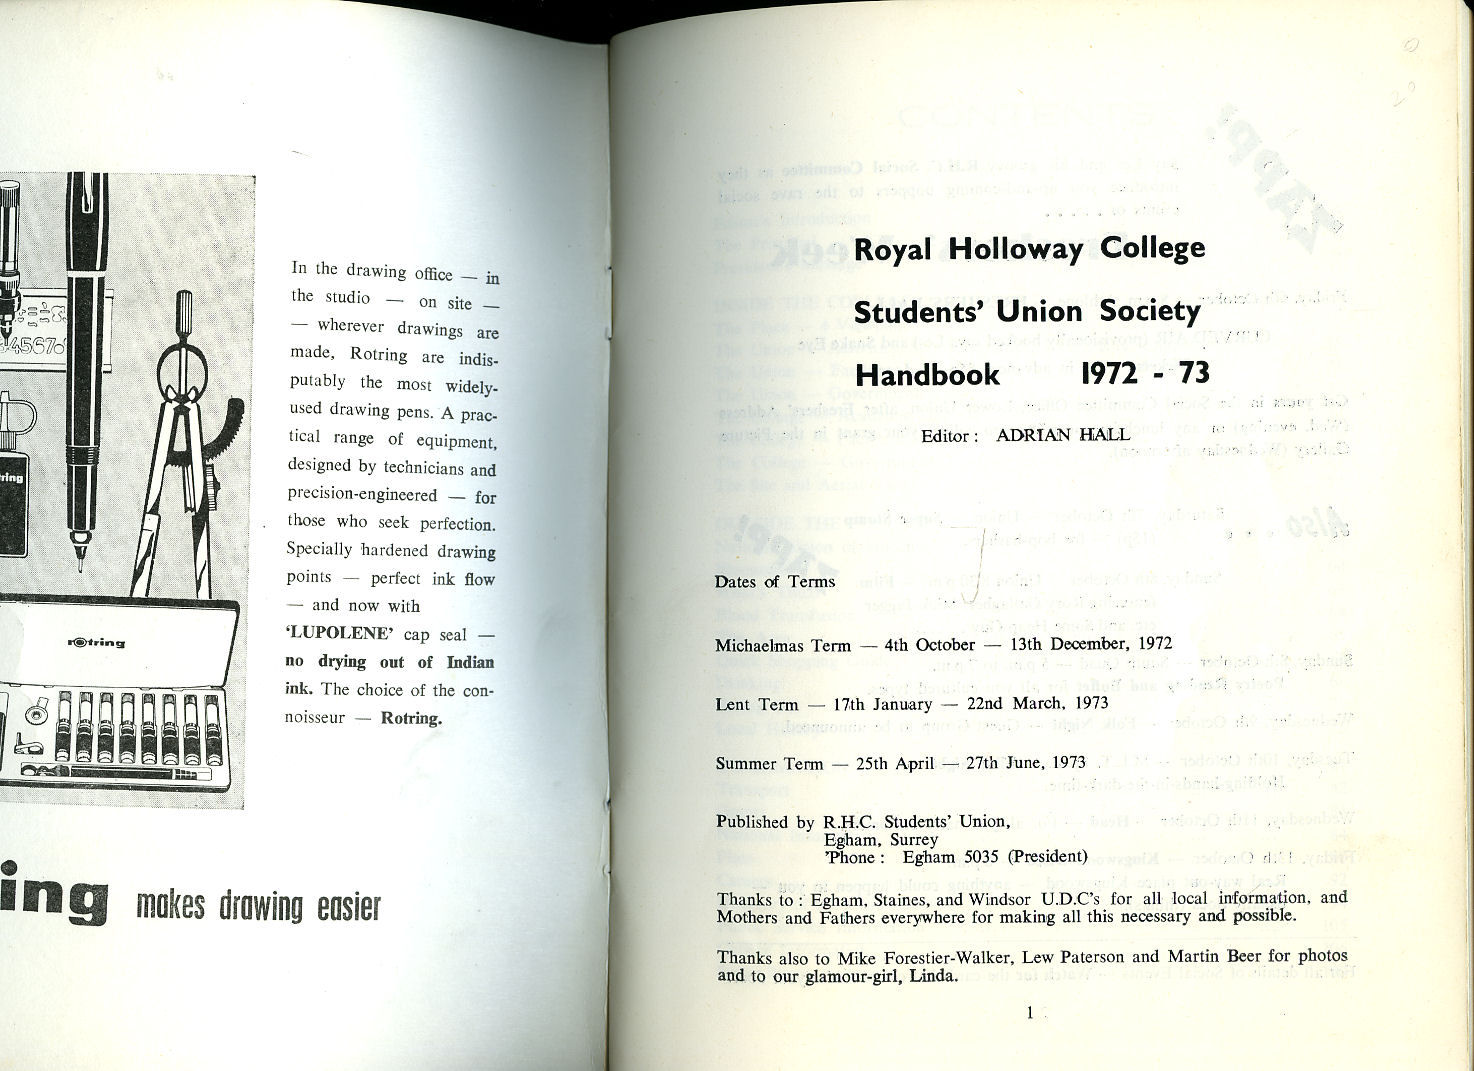 In the drawing office — in
the studio — on site —
— wherever drawings are
made, Rotring are indis-
putably the most widely-
used drawing pens. A prac-
tical range of equipment,
designed by technicians and
precision-engineered — for
those who seek perfection.
Specially hardened drawing
points — perfect ink flow
— and now with
‘LUPOLENE’ cap seal —
no drying out of Indian
ink. The choice of the con-
noisseur — Rotring.
rotring
ring
ing makes drawing easier
Royal Holloway College
Students' Union Society
Handbook 1972 - 73
Editor : ADRIAN HALL
Dates of Terms
Michaelmas Term — 4th October — 13th December, 1972
Lent Term — 17th January — 22nd March, 1973
Summer Term — 25th April — 27th June, 1973
Published by R.H.C. Students' Union,
Egham, Surrey
'Phone : Egham 5035 (President)
Thanks to : Egham, Staines, and Windsor U.D.C's for all local information, and
Mothers and Fathers everywhere for making all this necessary and possible.
Thanks also to Mike Forestier-Walker, Lew Paterson and Martin Beer for photos
and to our glamour-girl, Linda.
1